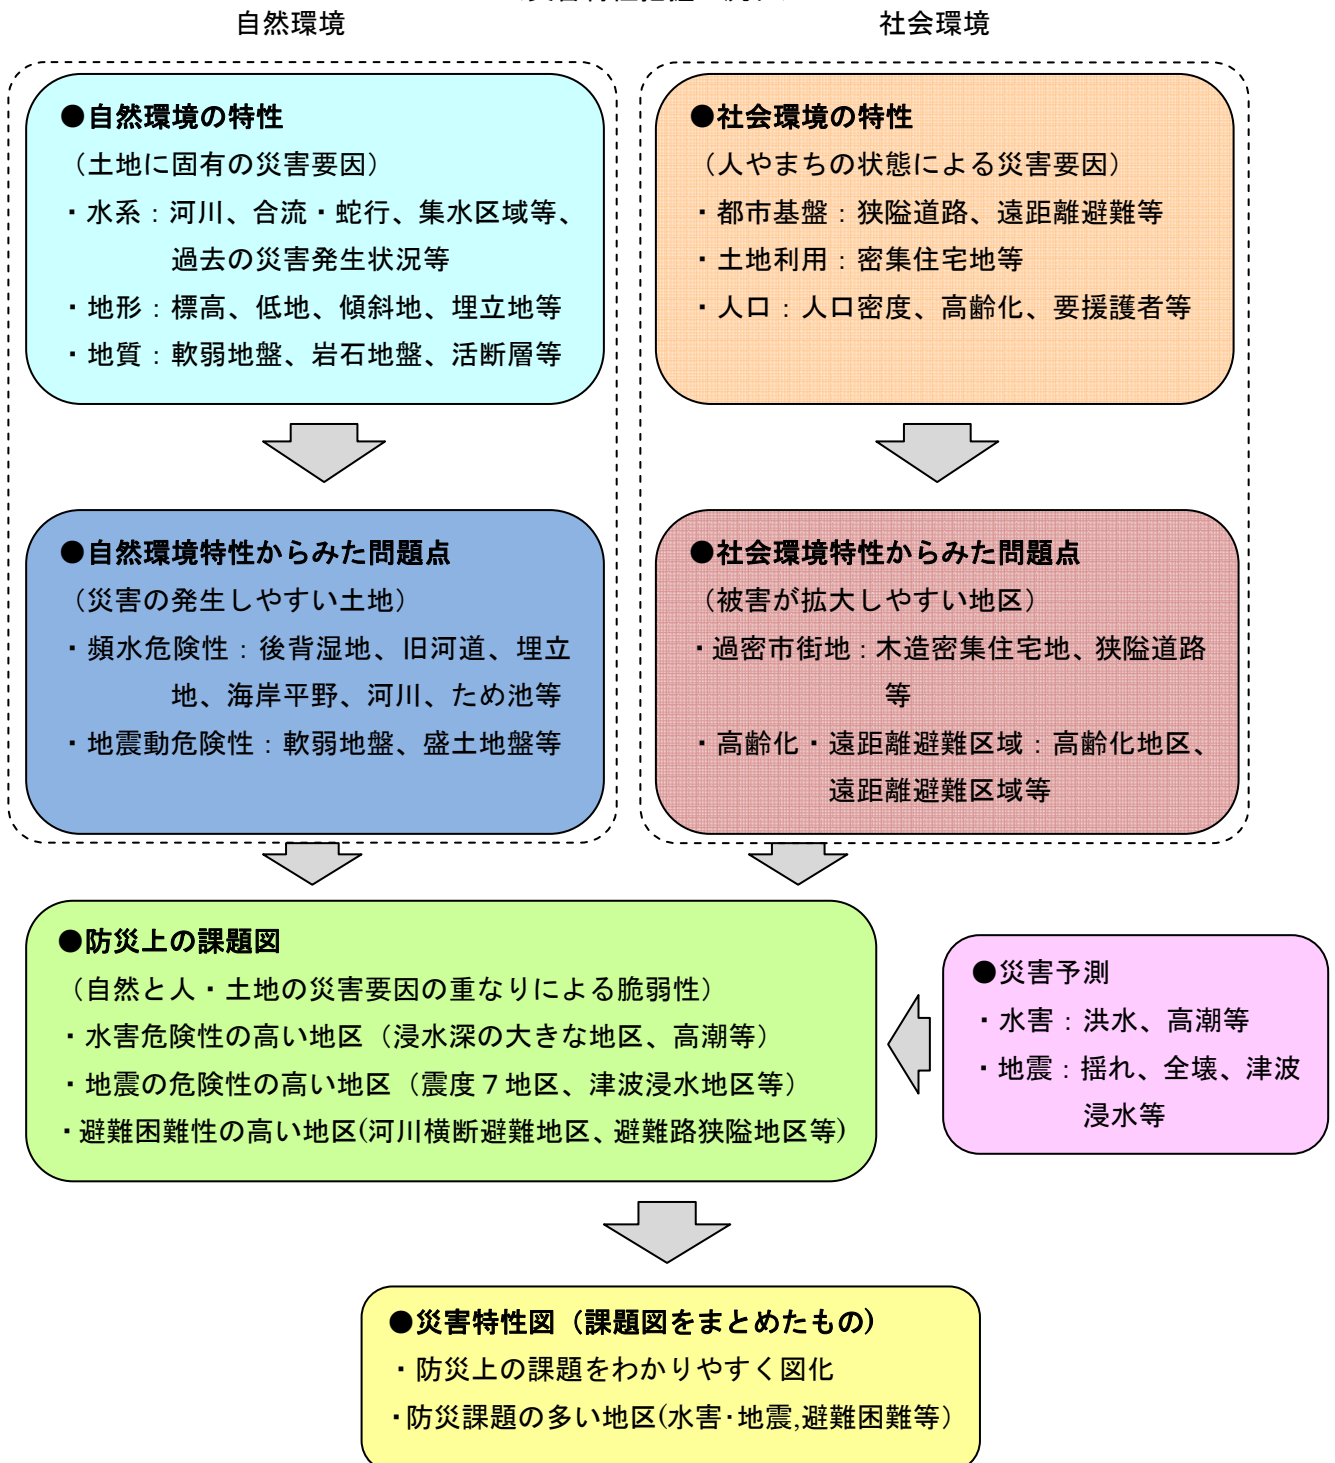 自然環境
社会環境
●自然環境の特性
（土地に固有の災害要因）
・水系：河川、合流・蛇行、集水区域等、
過去の災害発生状況等
・地形：標高、低地、傾斜地、埋立地等
・地質：軟弱地盤、岩石地盤、活断層等
●社会環境の特性
（人やまちの状態による災害要因）
・都市基盤：狭隘道路、遠距離避難等
・土地利用：密集住宅地等
・人口：人口密度、高齢化、要援護者等
●自然環境特性からみた問題点
（災害の発生しやすい土地）
・頻水危険性：後背湿地、旧河道、埋立
地、海岸平野、河川、ため池等
・地震動危険性：軟弱地盤、盛土地盤等
●社会環境特性からみた問題点
（被害が拡大しやすい地区）
・過密市街地：木造密集住宅地、狭隘道路
等
・高齢化・遠距離避難区域：高齢化地区、
遠距離避難区域等
●防災上の課題図
（自然と人・土地の災害要因の重なりによる脆弱性）
・水害危険性の高い地区（浸水深の大きな地区、高潮等）
・地震の危険性の高い地区（震度７地区、津波浸水地区等）
・避難困難性の高い地区(河川横断避難地区、避難路狭隘地区等)
●災害予測
・水害：洪水、高潮等
・地震：揺れ、全壊、津波
浸水等
●災害特性図（課題図をまとめたもの)
・防災上の課題をわかりやすく図化
・防災課題の多い地区(水害･地震,避難困難等）